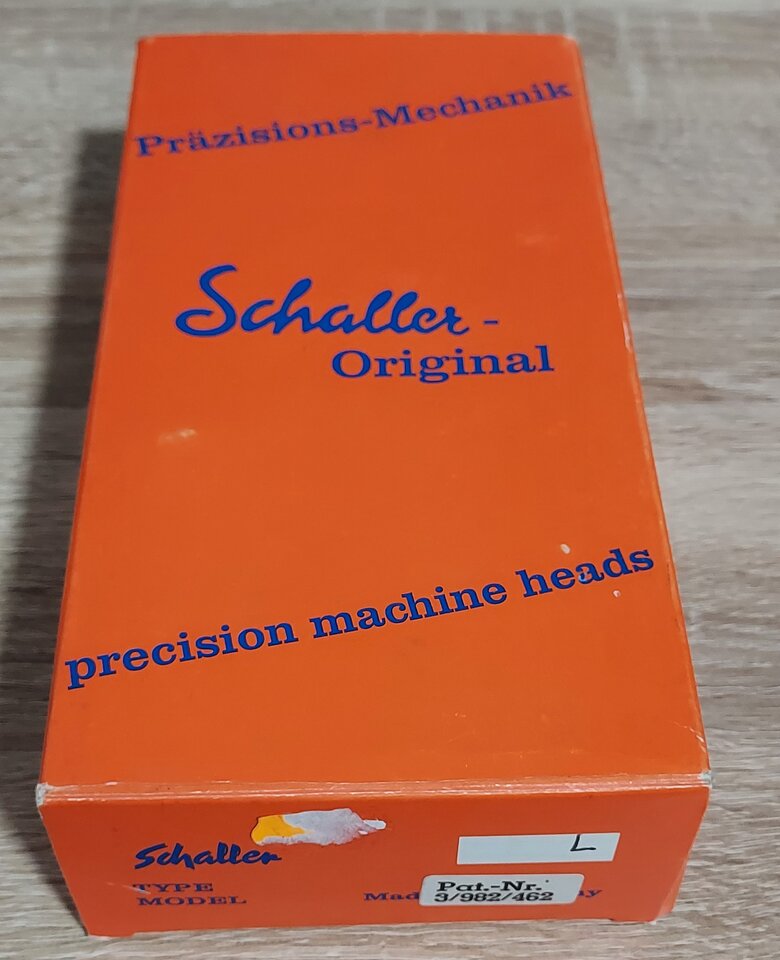 Präzisions-Mechanik
Schaller -
Original
precision machine heads
Schaller
L
TYPE
MODEL
Pat.-Nr.
3/982/462